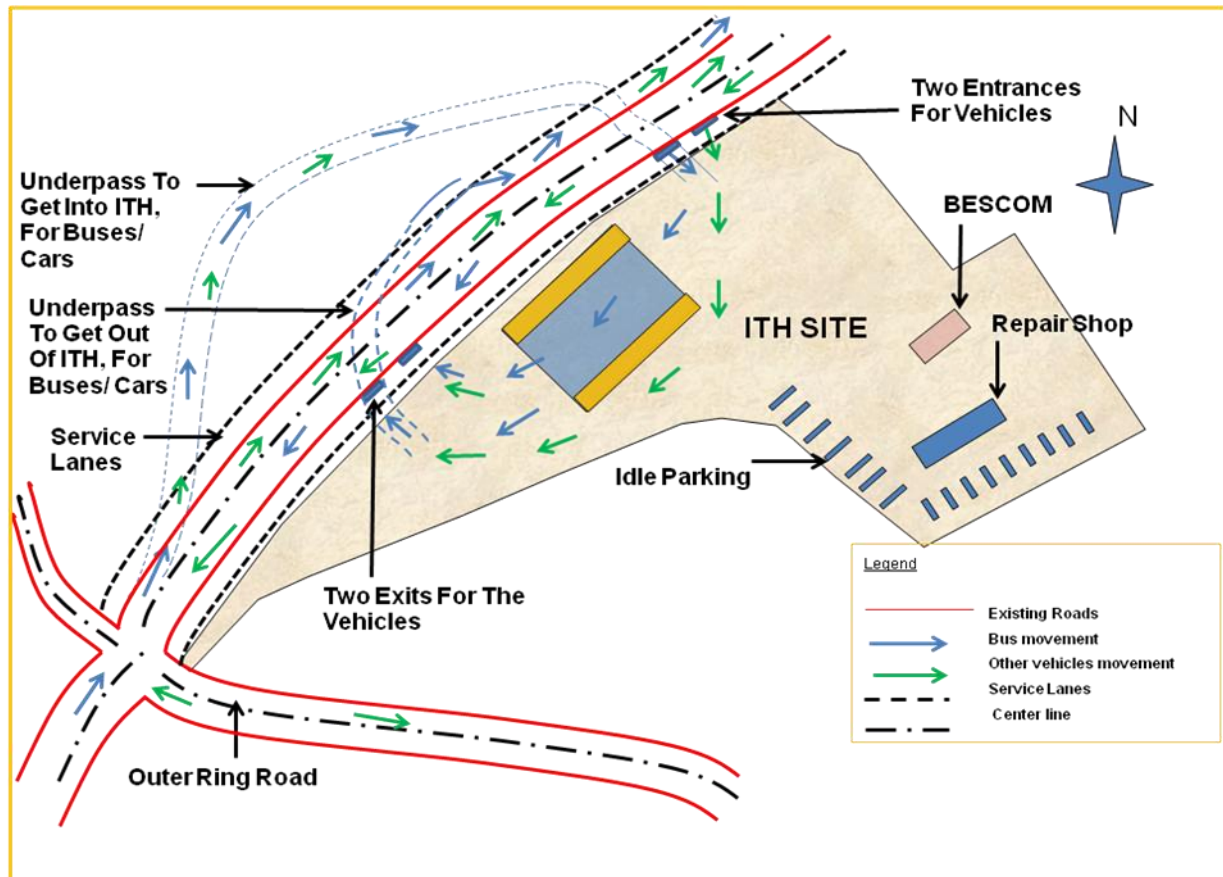 Two Entrances
For Vehicles
N
Underpass To
Get Into ITH,
For Buses/
Cars
BESCOM
Underpass
To Get Out
Of ITH, For
Buses/ Cars
ITH SITE
Repair Shop
Service
Lanes
Idle Parking
Two Exits For The
Vehicles
Outer Ring Road
Legend
Existing Roads
Bus movement
Other vehicles movement
Service Lanes
Center line